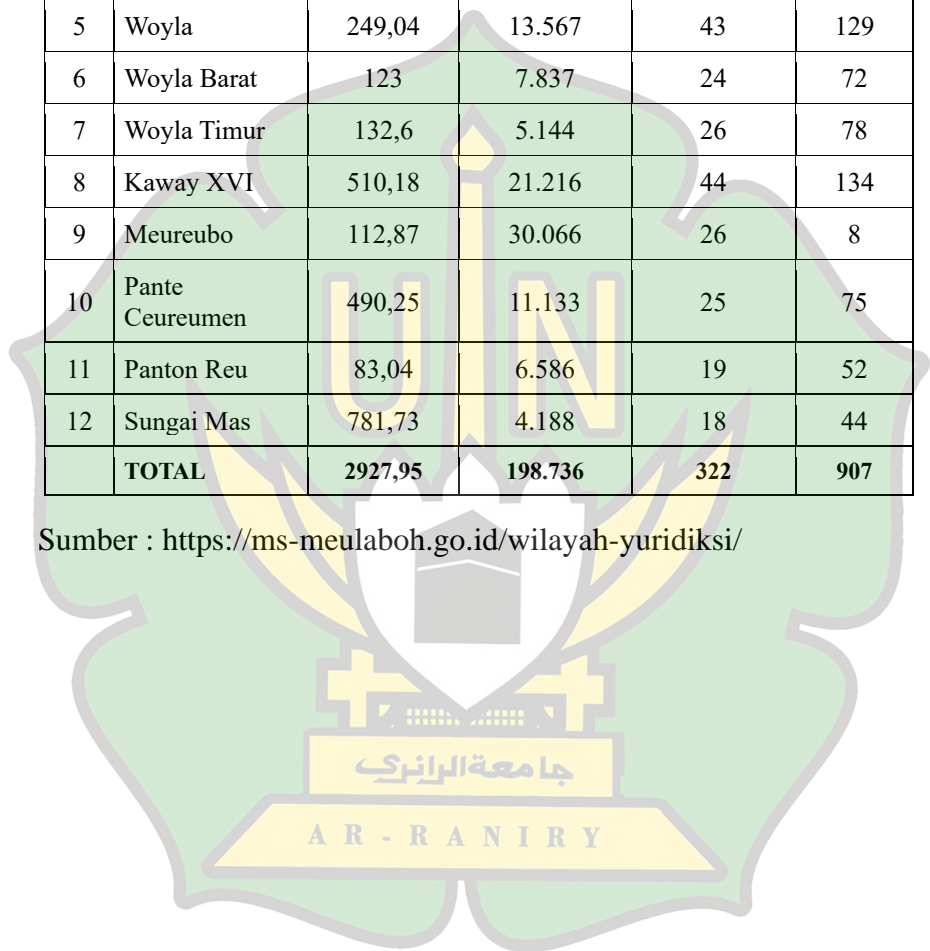 5 Woyla 249,04 13.567 43 129
6 Woyla Barat 123 7.837 24 72
7 Woyla Timur 132,6 5.144 26 78
8 Kaway XVI 510,18 21.216 44 134
9 Meureubo 112,87 30.066 26 8
10 Pante
Ceureumen 490,25 11.133 25 75
11 Panton Reu 83,04 6.586 19 52
12 Sungai Mas 781,73 4.188 18 44
TOTAL 2927,95 198.736 322 907
Sumber : https://ms-meulaboh.go.id/wilayah-yuridiksi/
UIN
جامعة الرانري
AR-RANIRY